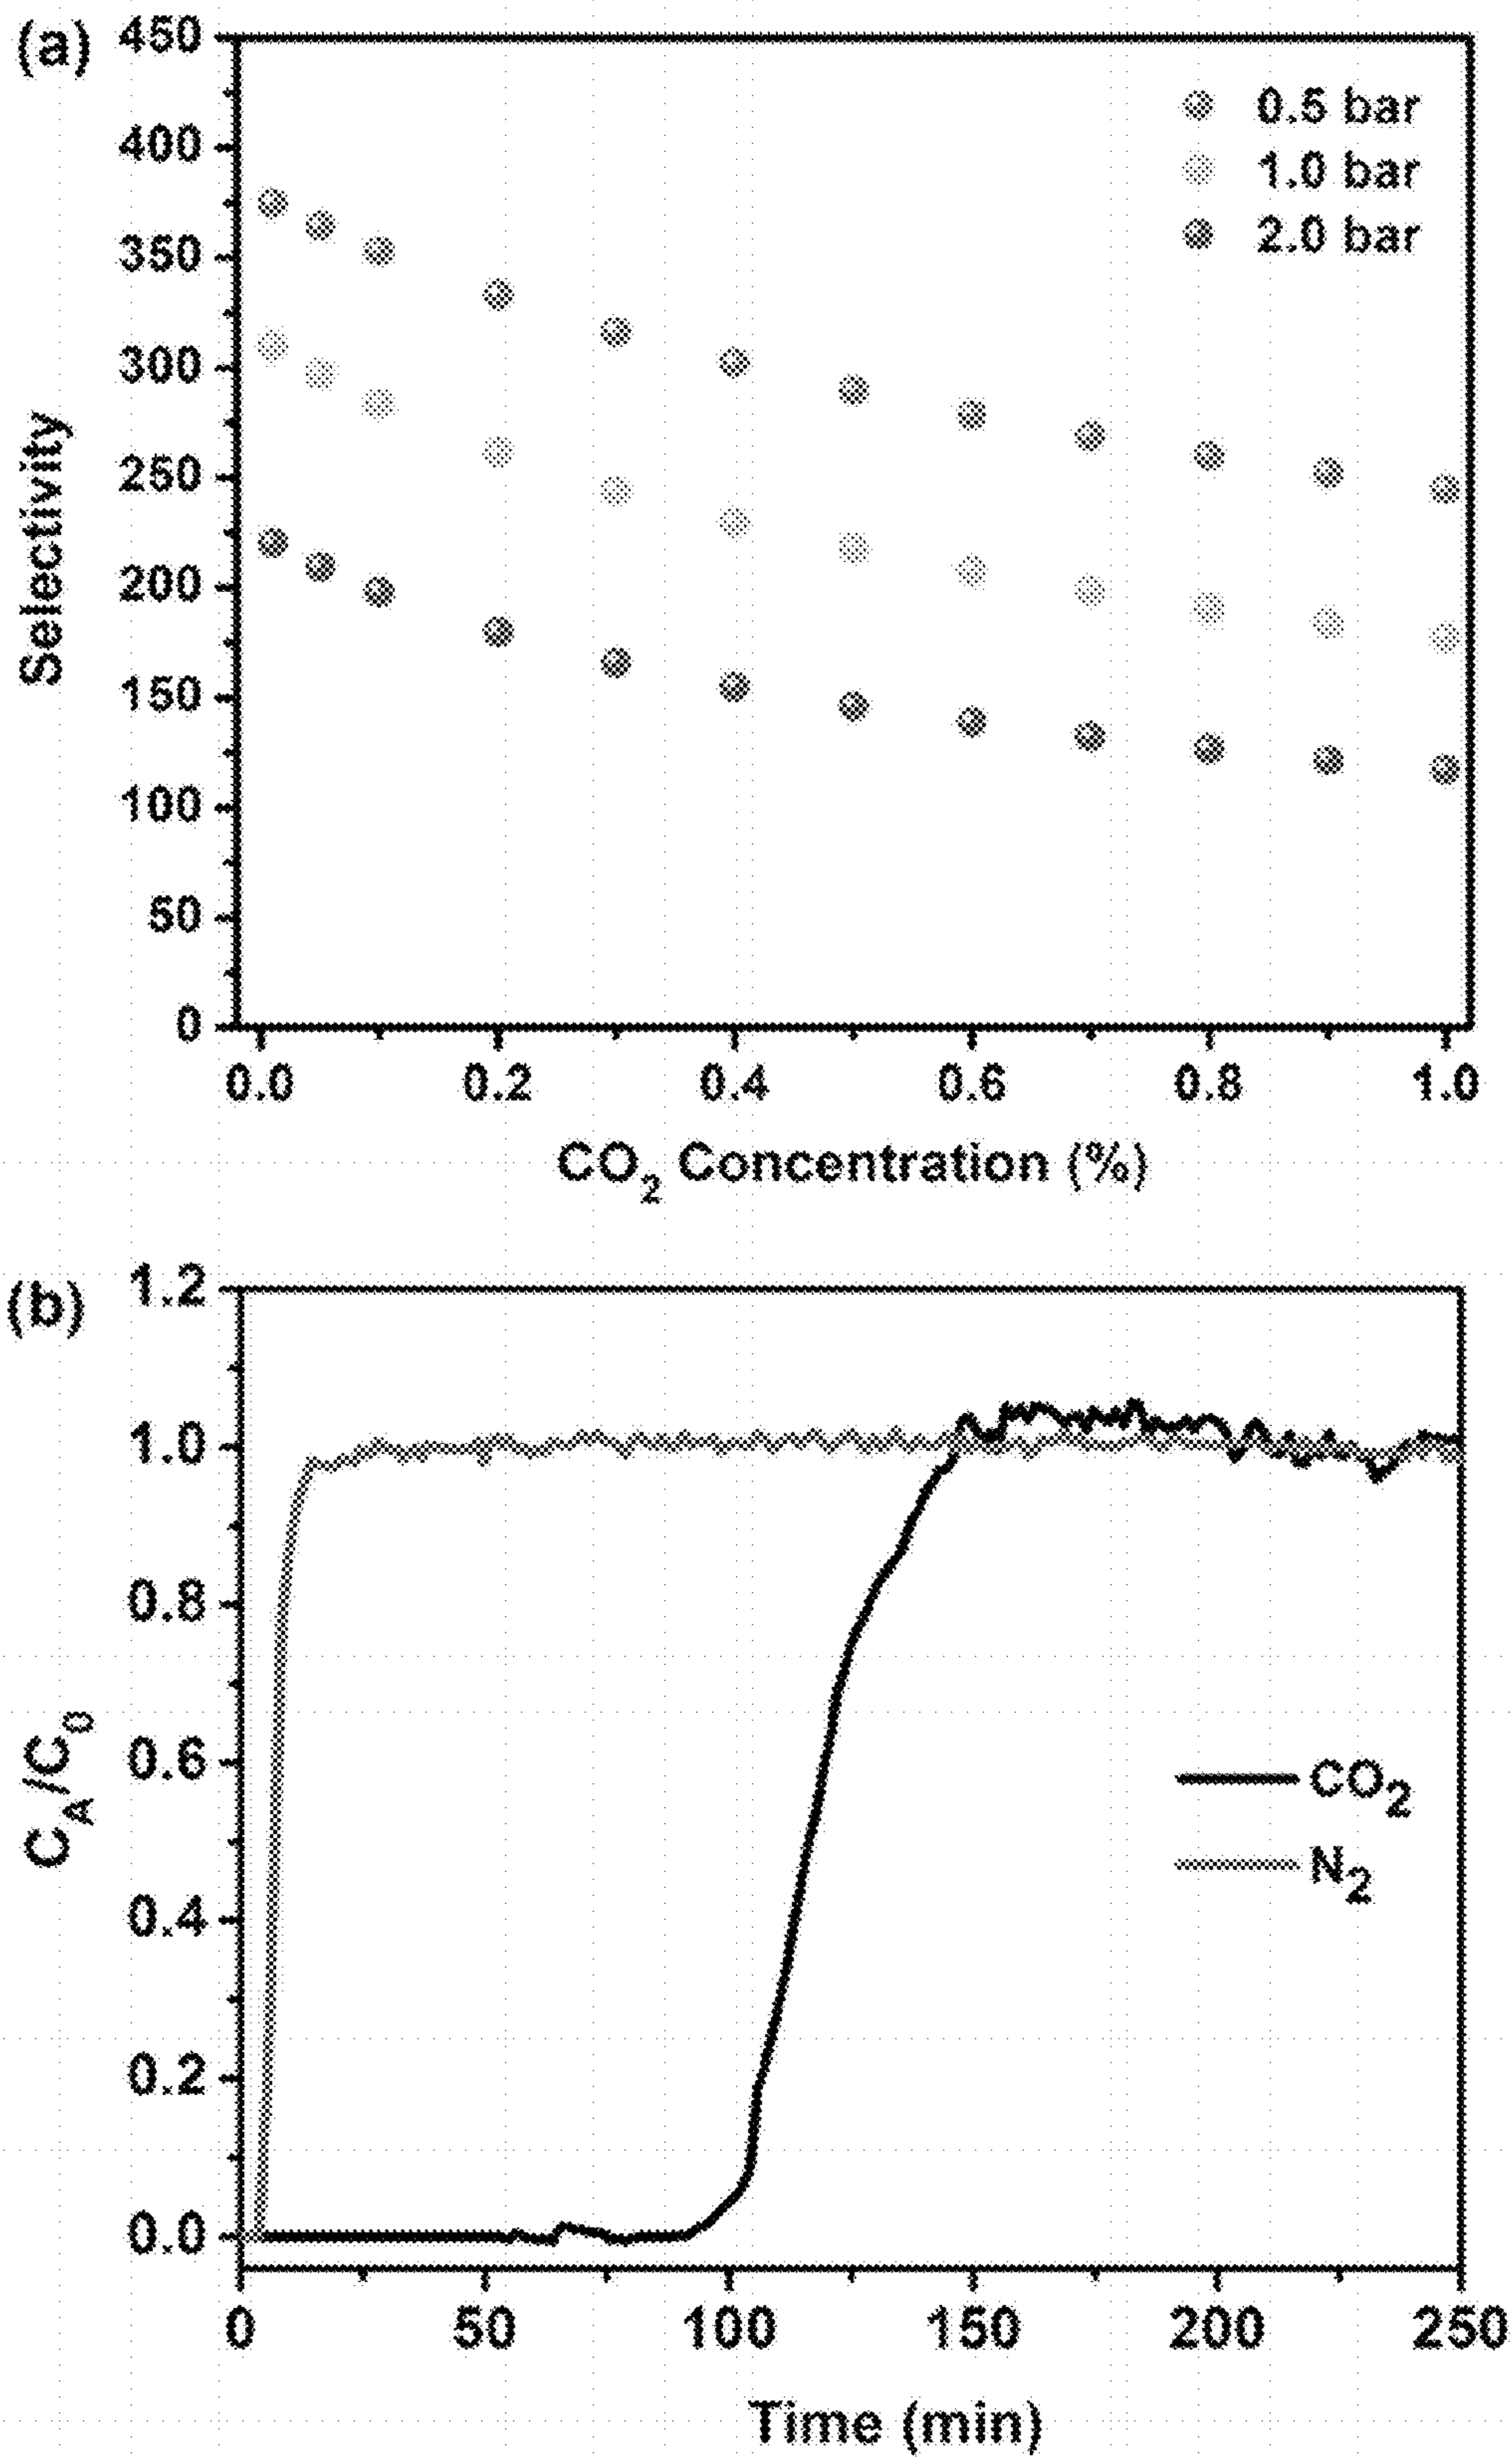 (a)
450
400
350
300
250
200
150
100
50
0
Selectivity
0.5 bar
1.0 bar
2.0 bar
0.0 0.2 0.4 0.6 0.8 1.0
CO₂ Concentration (%)
(b)
1.2
1.0
0.8
0.6
0.4
0.2
0.0
C_A/C_0
CO₂
N₂
0 50 100 150 200 250
Time (min)